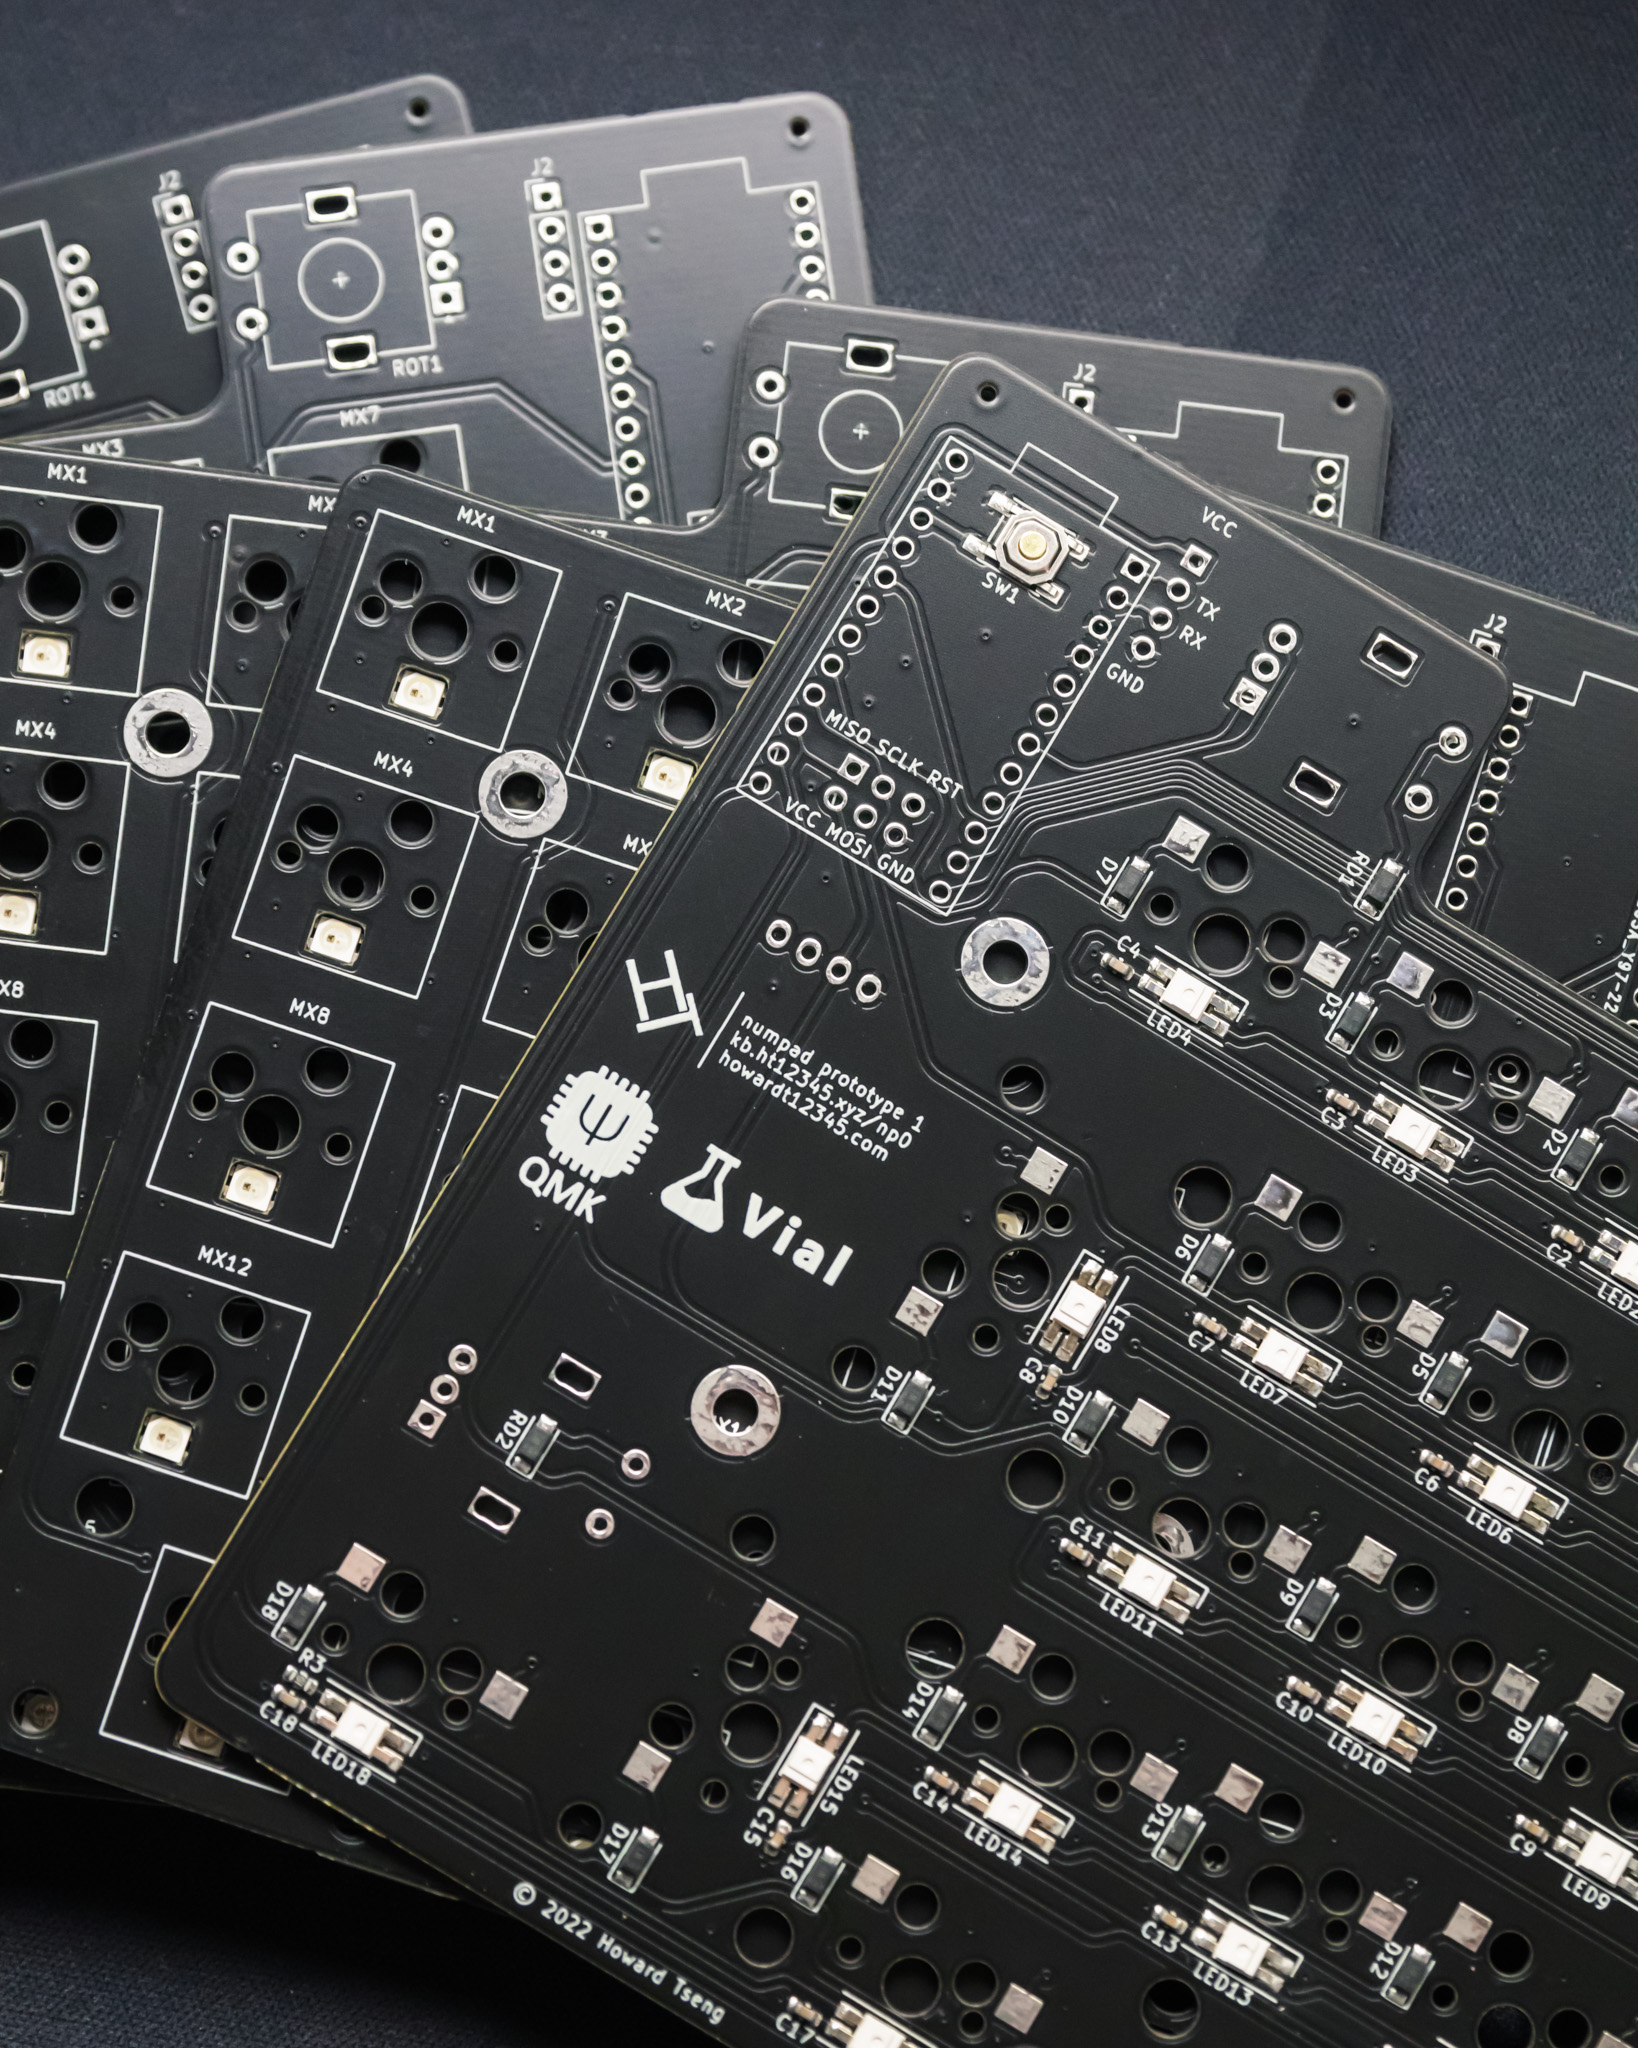 J2
J2
ROT1
ROT1
J2
MX7
MX3
MX1
MX1
MX2
MX4
MX4
MX8
MX12
VCC
SW1
TX
RX
GND
J2
MISO SCLK RST
VCC MOSI GND
RD1
D7
C4
LED4
D3
C3
LED3
D2
C2
numpad prototype 1
kb.ht12345.xyz/np0
howardt12345.com
QMK
Vial
D6
C7
LED7
D5
C6
LED6
LED8
C8
D11
D10
RD2
C11
LED11
D9
C10
LED10
D8
C9
LED9
D18
R3
C18
LED18
D14
C14
LED14
D13
LED15
C15
D17
D16
C13
LED13
D12
C17
© 2022 Howard Tseng